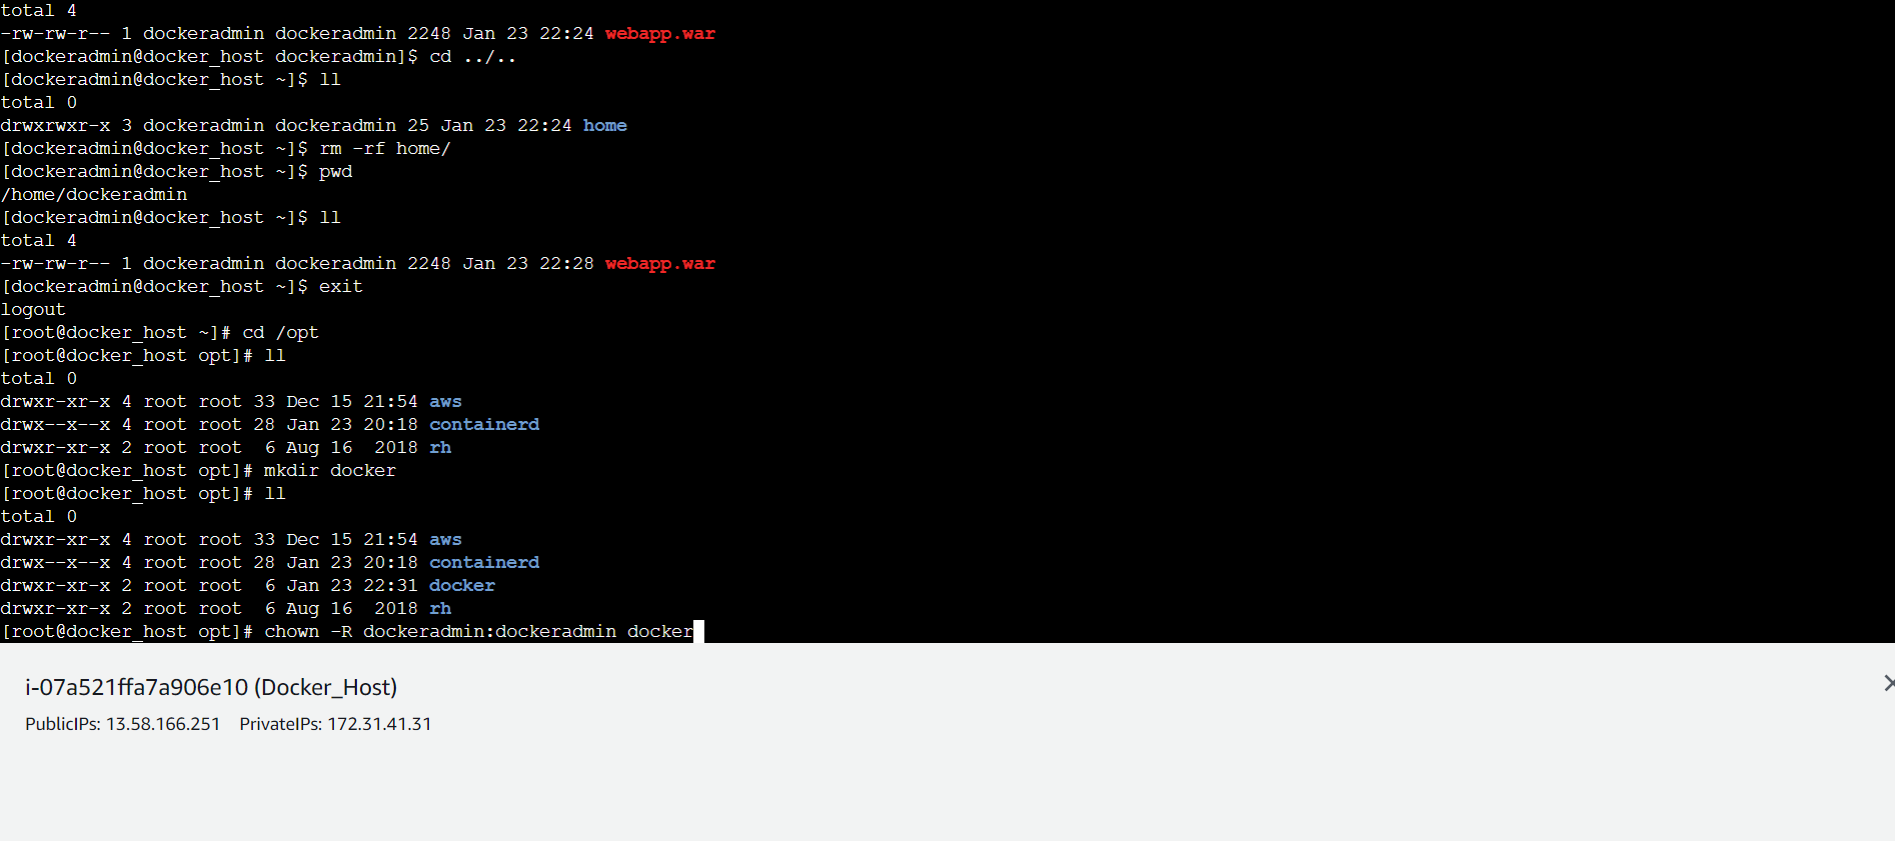 total 4
-rw-rw-r-- 1 dockeradmin dockeradmin 2248 Jan 23 22:24 webapp.war
[dockeradmin@docker_host dockeradmin]$ cd ../..
[dockeradmin@docker_host ~]$ ll
total 0
drwxrwxr-x 3 dockeradmin dockeradmin 25 Jan 23 22:24 home
[dockeradmin@docker_host ~]$ rm -rf home/
[dockeradmin@docker_host ~]$ pwd
/home/dockeradmin
[dockeradmin@docker_host ~]$ ll
total 4
-rw-rw-r-- 1 dockeradmin dockeradmin 2248 Jan 23 22:28 webapp.war
[dockeradmin@docker_host ~]$ exit
logout
[root@docker_host ~]# cd /opt
[root@docker_host opt]# ll
total 0
drwxr-xr-x 4 root root 33 Dec 15 21:54 aws
drwx--x--x 4 root root 28 Jan 23 20:18 containerd
drwxr-xr-x 2 root root  6 Aug 16  2018 rh
[root@docker_host opt]# mkdir docker
[root@docker_host opt]# ll
total 0
drwxr-xr-x 4 root root 33 Dec 15 21:54 aws
drwx--x--x 4 root root 28 Jan 23 20:18 containerd
drwxr-xr-x 2 root root  6 Jan 23 22:31 docker
drwxr-xr-x 2 root root  6 Aug 16  2018 rh
[root@docker_host opt]# chown -R dockeradmin:dockeradmin docker
i-07a521ffa7a906e10 (Docker_Host)
PublicIPs: 13.58.166.251 PrivateIPs: 172.31.41.31